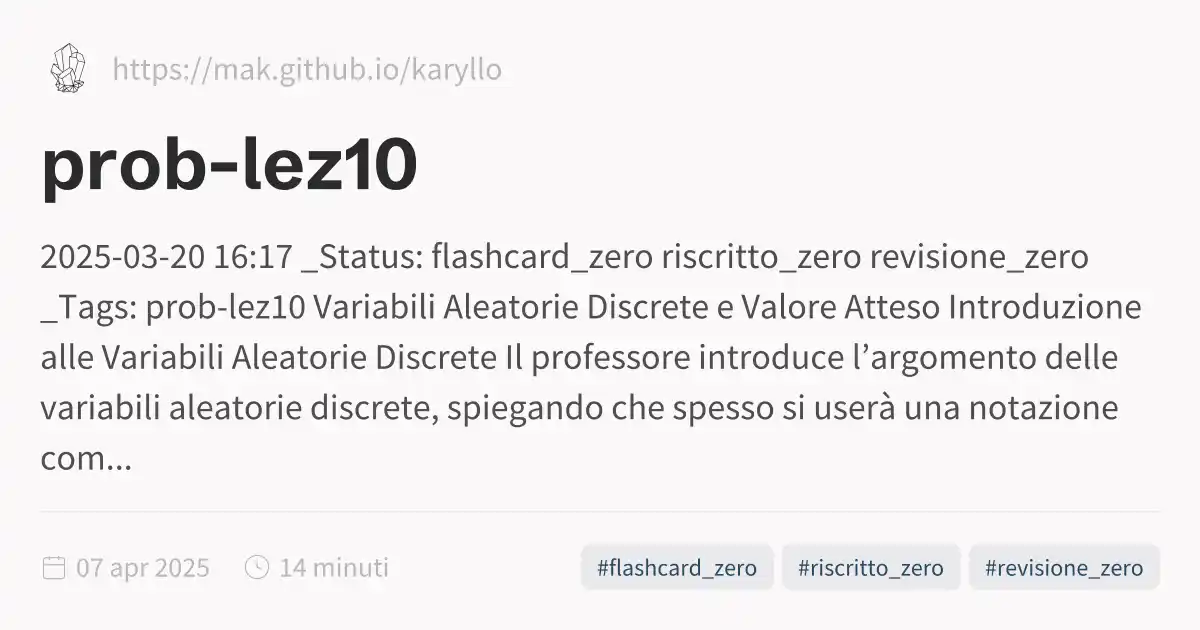 https://mak.github.io/karyllo
prob-lez10
2025-03-20 16:17 _Status: flashcard_zero riscritto_zero revisione_zero
_Tags: prob-lez10 Variabili Aleatorie Discrete e Valore Atteso Introduzione
alle Variabili Aleatorie Discrete Il professore introduce l’argomento delle
variabili aleatorie discrete, spiegando che spesso si userà una notazione
com...
07 apr 2025 14 minuti #flashcard_zero #riscritto_zero #revisione_zero